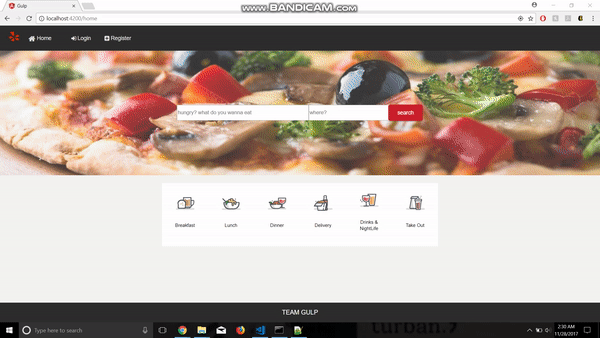 www.BANDICAM.com
Gulp
localhost:4200/home
Home
Login
Register
hungry? what do you wanna eat
where?
search
Breakfast
Lunch
Dinner
Delivery
Drinks &
NightLife
Take Out
TEAM GULP
Type here to search
turban.
2:30 AM
11/28/2017